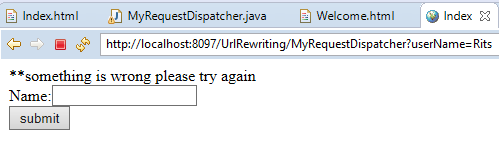 Index.html MyRequestDispatcher.java Welcome.html Index
http://localhost:8097/UrlRewriting/MyRequestDispatcher?userName=Rits
**something is wrong please try again
Name:
submit